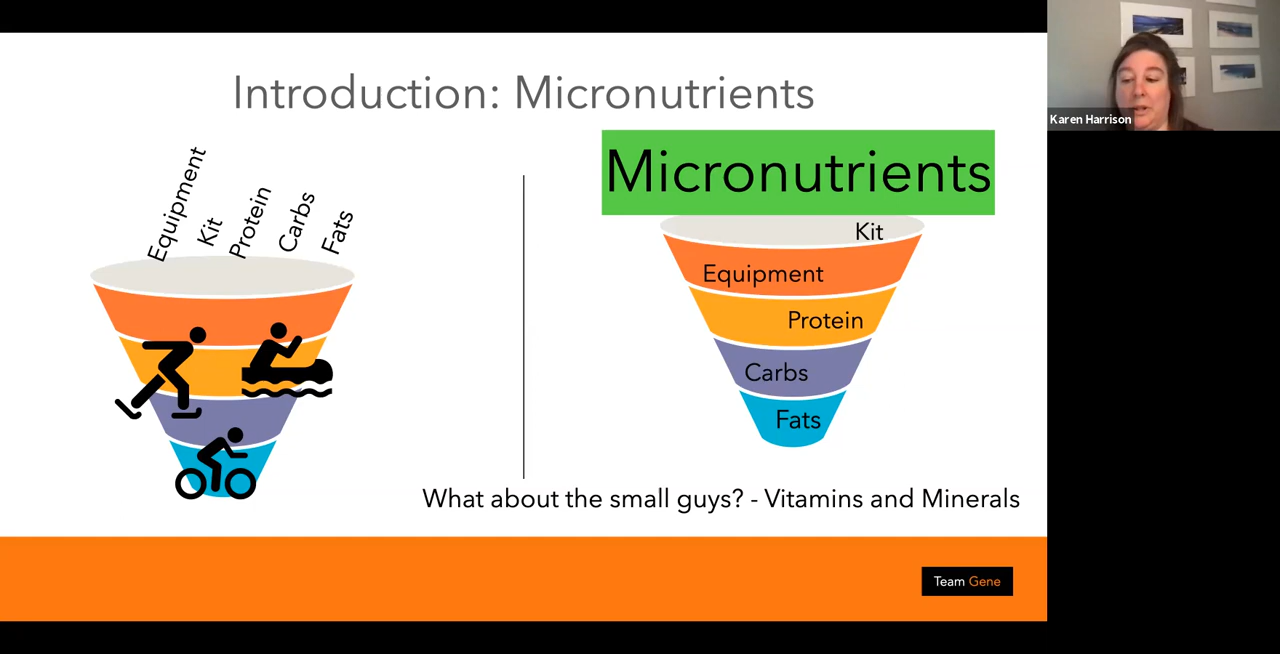 Introduction: Micronutrients
Equipment
Kit
Protein
Carbs
Fats
Micronutrients
Kit
Equipment
Protein
Carbs
Fats
What about the small guys? - Vitamins and Minerals
Team Gene
Karen Harrison